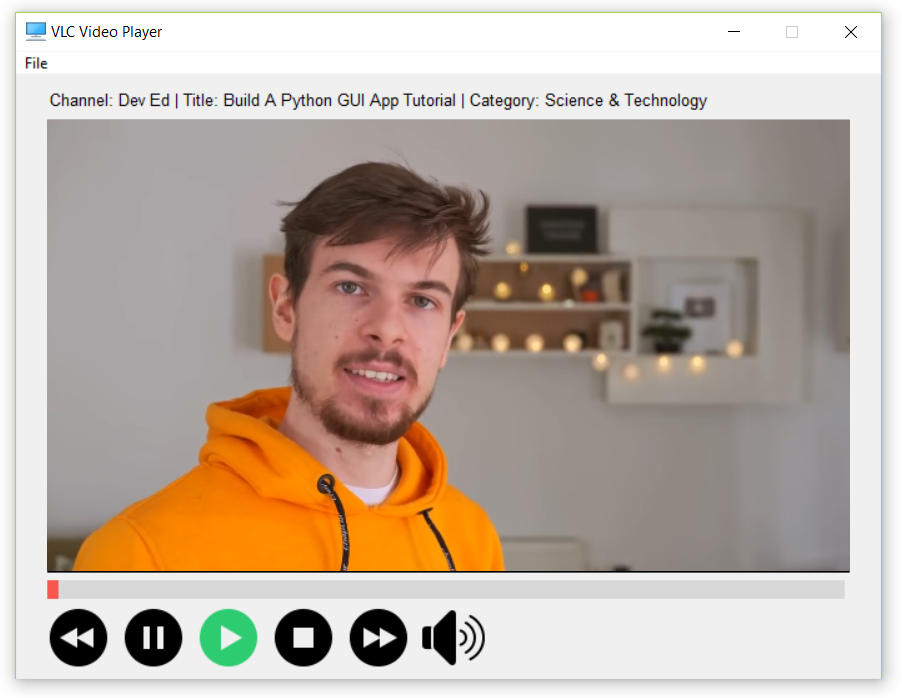 VLC Video Player
File
Channel: Dev Ed | Title: Build A Python GUI App Tutorial | Category: Science & Technology